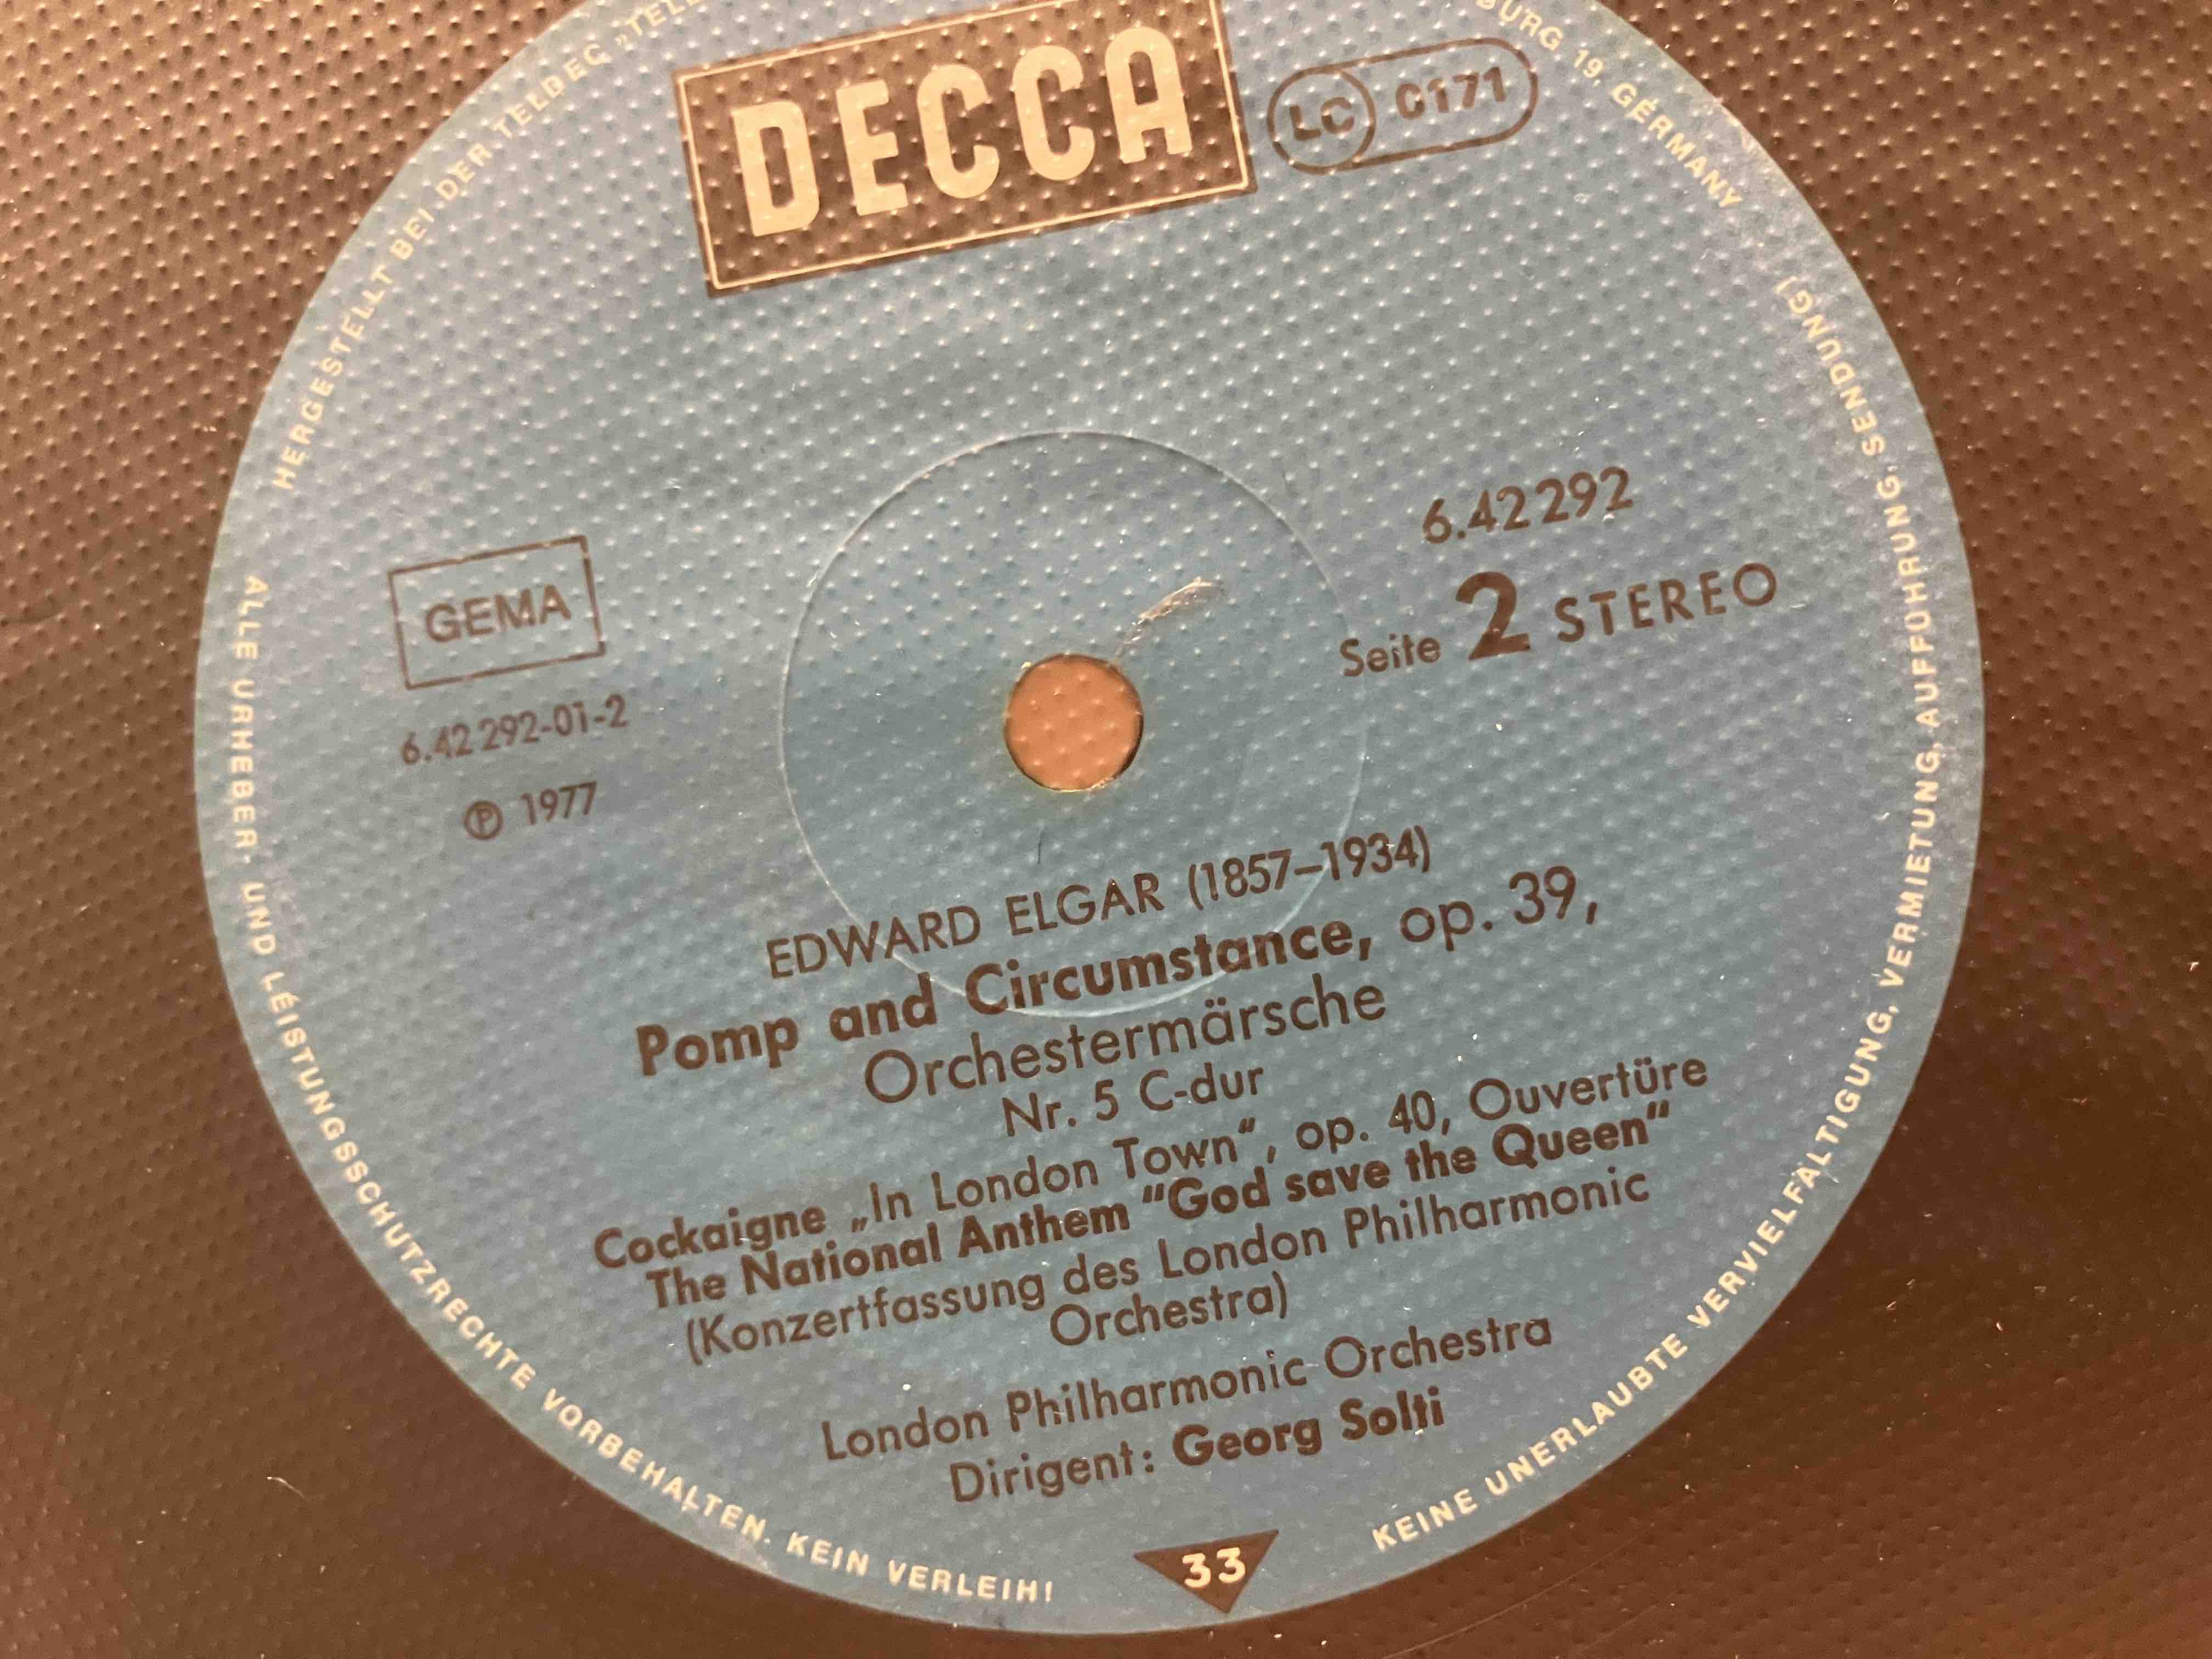 DECCA
LC 0171
HERGESTELLT BEI DER TELDEC
19, GERMANY
6.42292
GEMA
Seite 2 STEREO
6.42 292-01-2
Ⓟ 1977
EDWARD ELGAR (1857–1934)
Pomp and Circumstance, op. 39,
Orchestermärsche
Nr. 5 C-dur
Cockaigne „In London Town“, op. 40, Ouvertüre
The National Anthem "God save the Queen"
(Konzertfassung des London Philharmonic
Orchestra)
London Philharmonic Orchestra
Dirigent: Georg Solti
33
ALLE URHEBER- UND LEISTUNGSSCHUTZRECHTE VORBEHALTEN. KEIN VERLEIH!
KEINE UNERLAUBTE VERVIELFÄLTIGUNG, VERMIETUNG, AUFFÜHRUNG, SENDUNG!